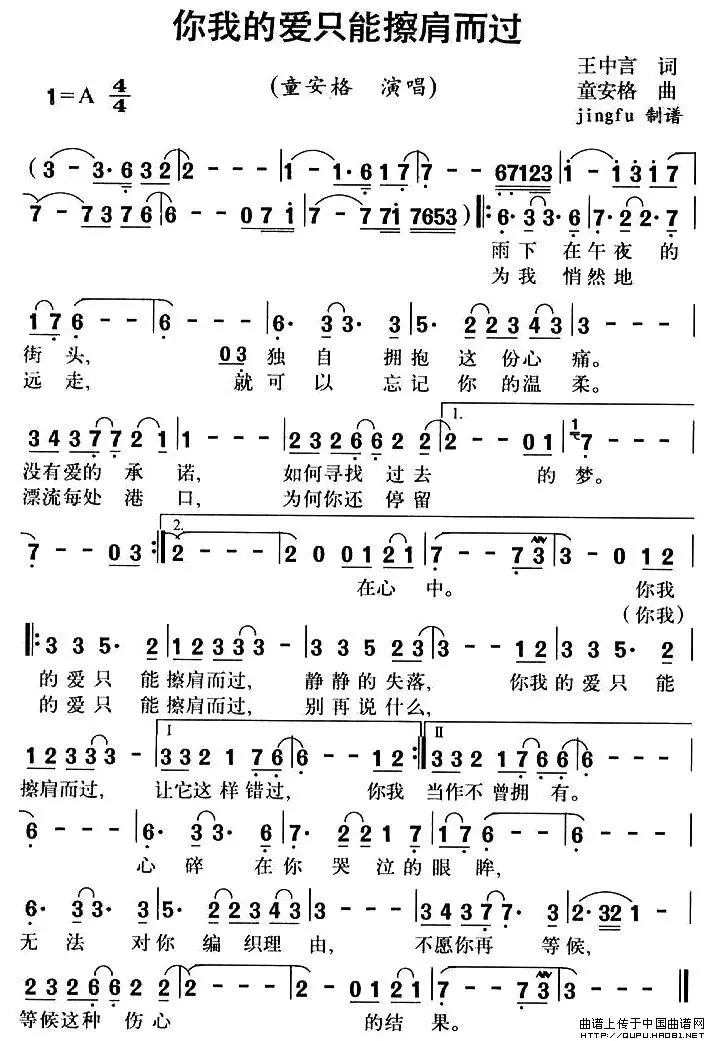 你我的爱只能擦肩而过
1=A 4/4
(童安格 演唱)
王中言 词
童安格 曲
jingfu 制谱
(3 - 3·6 3 2 | 2 - - - | 1 - 1·6 1 7 | 7 - - 67123 | i - i 3 i 7
7 - 7 3 7 6 | 6 - - 0 7 i | 7 - 7 7i 7653) ‖: 6· 3 3· 6 | 7· 2 2· 7
雨下 在午夜的
为我 悄然地
1 7 6 - - | 6 - - 0 3 | 6· 3 3· 3 | 5· 2 2 3 4 3 | 3 - - -
街头, 独自 拥抱 这份心痛。
远走, 就可以 忘记 你的温柔。
3 4 3 7 7 2 1 | 1 - - - | 2 3 2 6 6 2 2 | 1. 2 - - 0 1 | 1 7 - - -
没有爱的 承诺, 如何寻找 过去 的梦。
漂流每处 港口, 为何你还 停留
7 - - 0 3 :‖ 2. 2 - - - | 2 0 0 1 2 1 | 7 - - 7 3 | 3 - 0 1 2
在心 中。 你我
(你我)
‖: 3 3 5· 2 | 1 2 3 3 3 3 - | 3 3 5 2 3 3 | 3 - - 1 2 | 3 3 5· 2
的爱只 能擦肩而过, 静静的失落, 你我的爱只 能
的爱只 能擦肩而过, 别再说什么,
1 2 3 3 3 3 - | I 3 3 2 1 7 6 6 | 6 - - 1 2 :‖ II 3 3 2 1 7 6 6 6 | 6 - - -
擦肩而过, 让它这样错过, 你我 当作不曾拥有。
6 - - - | 6· 3 3· 6 | 7· 2 2 1 7 | 1 7 6 - - | 6 - - -
心碎 在你 哭泣的眼眸,
6· 3 3· 3 | 5· 2 2 3 4 3 | 3 - - - | 3 4 3 7 7 3 | 2· 3 2 1 -
无法 对你 编织理由, 不愿你再 等候,
2 3 2 6 6 2 2 | 2 - - - | 2 - 0 1 2 1 | 7 - - 7 3 | 3 - - - ‖
等候这种 伤心 的结果。
曲谱上传于中国曲谱网
HTTP://QUPU.HAO81.NET